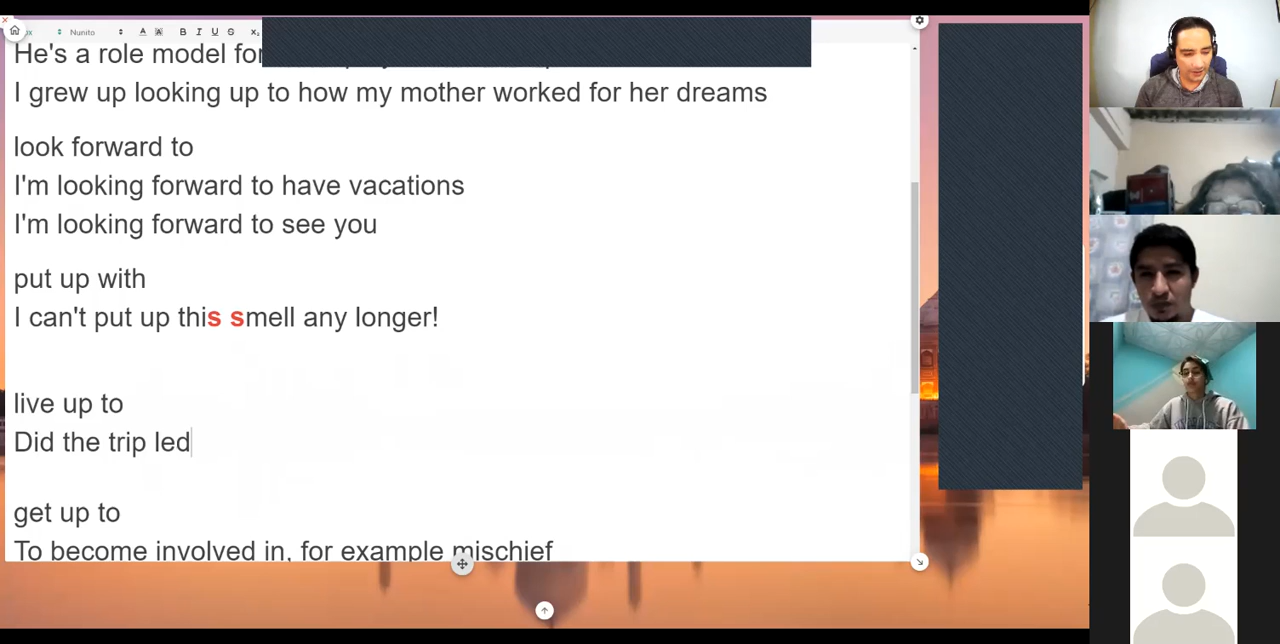 Nunito
B I U S
He's a role model for
I grew up looking up to how my mother worked for her dreams
look forward to
I'm looking forward to have vacations
I'm looking forward to see you
put up with
I can't put up this smell any longer!
live up to
Did the trip led
get up to
To become involved in, for example mischief